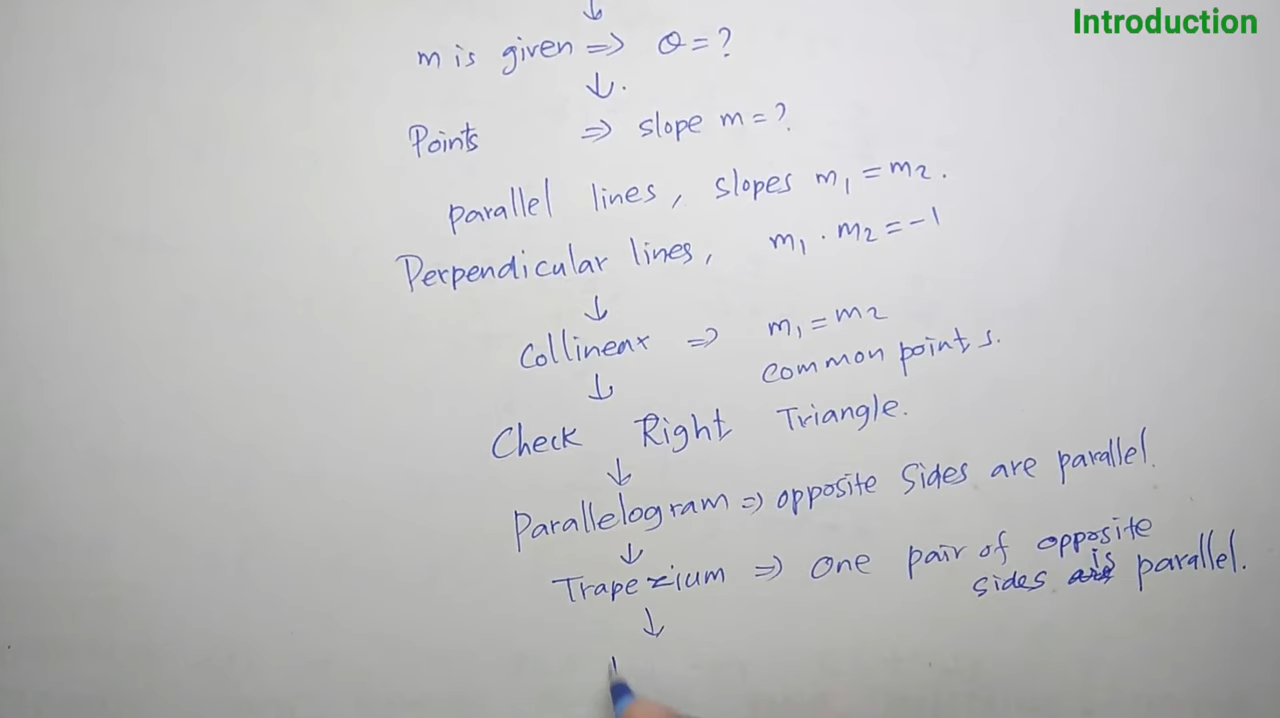 Introduction
↓
m is given => θ = ?
↓.
Points => slope m = ?
parallel lines, slopes m₁ = m₂.
Perpendicular lines, m₁ . m₂ = -1
↓
Collinear => m₁ = m₂
common points.
↓
Check Right Triangle.
↓
Parallelogram => opposite sides are parallel.
↓
Trapezium => one pair of opposite
sides is parallel.
↓